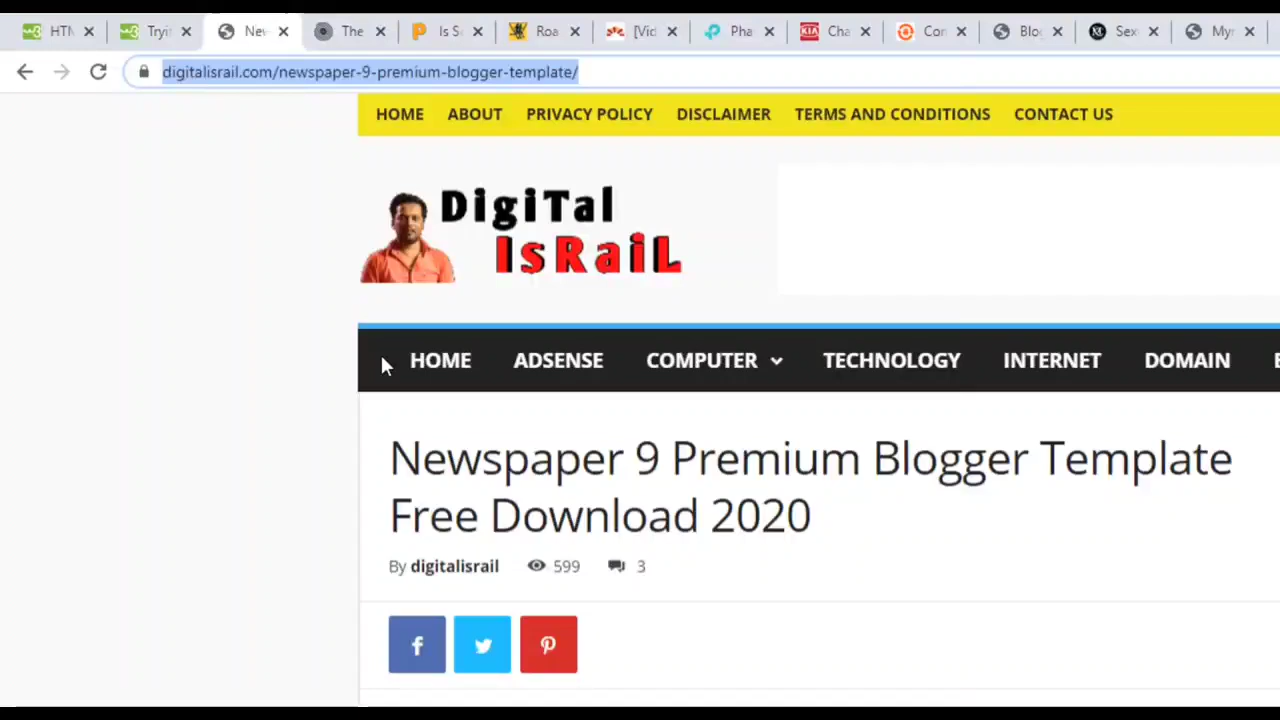 HTN Tryi New The Is S Roa [Vid Pha Cha Con Blo Sex Myr
digitalisrail.com/newspaper-9-premium-blogger-template/
HOME ABOUT PRIVACY POLICY DISCLAIMER TERMS AND CONDITIONS CONTACT US
DigiTal
IsRaiL
HOME ADSENSE COMPUTER TECHNOLOGY INTERNET DOMAIN
Newspaper 9 Premium Blogger Template
Free Download 2020
By digitalisrail 599 3